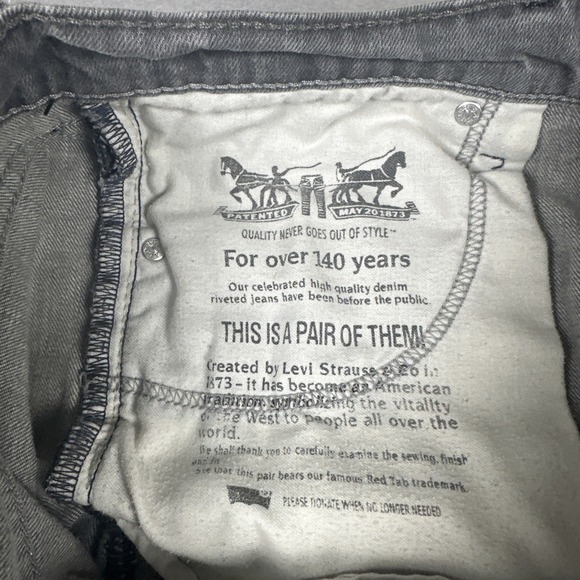 PATENTED MAY 20 1873
QUALITY NEVER GOES OUT OF STYLE™
For over 140 years
Our celebrated high quality denim
riveted jeans have been before the public.
THIS IS A PAIR OF THEM!
Created by Levi Strauss & Co in
1873 - it has become an American
tradition, symbolizing the vitality
of the West to people all over the
world.
We shall thank you to carefully examine the sewing, finish
and fit
See that this pair bears our famous Red Tab trademark.
PLEASE DONATE WHEN NO LONGER NEEDED